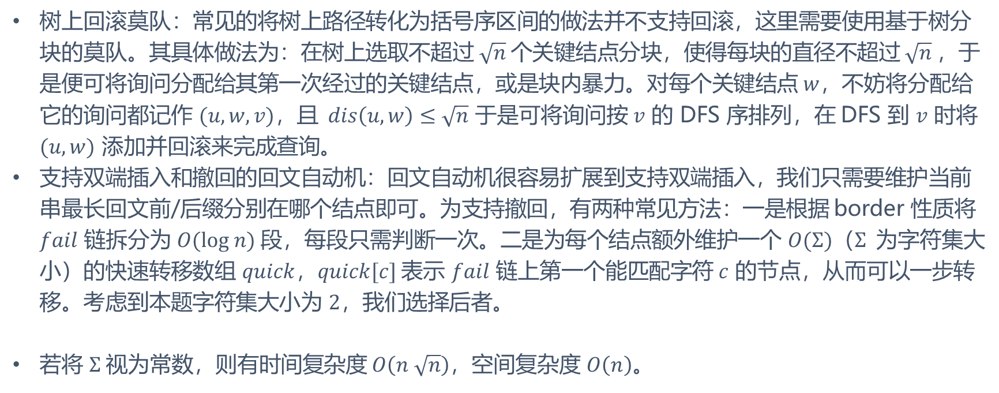 • 树上回滚莫队：常见的将树上路径转化为括号序区间的做法并不支持回滚，这里需要使用基于树分
块的莫队。其具体做法为：在树上选取不超过 √n 个关键结点分块，使得每块的直径不超过 √n ，于
是便可将询问分配给其第一次经过的关键结点，或是块内暴力。对每个关键结点 w，不妨将分配给
它的询问都记作 (u, w, v)，且 dis(u, w) ≤ √n 于是可将询问按 v 的 DFS 序排列，在 DFS 到 v 时将
(u, w) 添加并回滚来完成查询。
• 支持双端插入和撤回的回文自动机：回文自动机很容易扩展到支持双端插入，我们只需要维护当前
串最长回文前/后缀分别在哪个结点即可。为支持撤回，有两种常见方法：一是根据 border 性质将
fail 链拆分为 O(log n) 段，每段只需判断一次。二是为每个结点额外维护一个 O(Σ)（Σ 为字符集大
小）的快速转移数组 quick，quick[c] 表示 fail 链上第一个能匹配字符 c 的节点，从而可以一步转
移。考虑到本题字符集大小为 2，我们选择后者。
• 若将 Σ 视为常数，则有时间复杂度 O(n √n)，空间复杂度 O(n)。